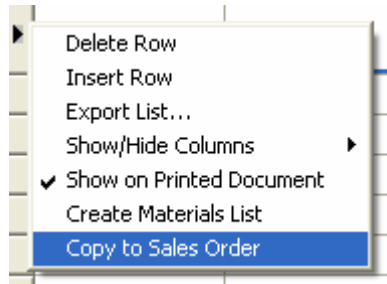 Delete Row
Insert Row
Export List...
Show/Hide Columns
Show on Printed Document
Create Materials List
Copy to Sales Order